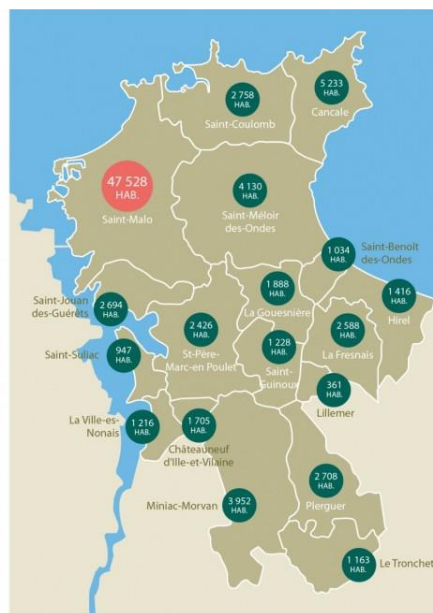 5 233
HAB.
Cancale
2 758
HAB.
Saint-Coulomb
47 528
HAB.
Saint-Malo
4 130
HAB.
Saint-Méloir
des-Ondes
1 034
HAB.
Saint-Benoît
des-Ondes
1 888
HAB.
La Gouesnière
1 416
HAB.
Hirel
Saint-Jouan
des-Guérêts
2 694
HAB.
2 426
HAB.
St-Père-
Marc-en Poulet
1 228
HAB.
Saint-
Guinoux
2 588
HAB.
La Fresnais
Saint-Suliac
947
HAB.
361
HAB.
Lillemer
La Ville-es-
Nonais
1 216
HAB.
1 705
HAB.
Châteauneuf
d'Ille-et-Vilaine
Miniac-Morvan
3 952
HAB.
2 708
HAB.
Plerguer
1 163
HAB.
Le Tronchet